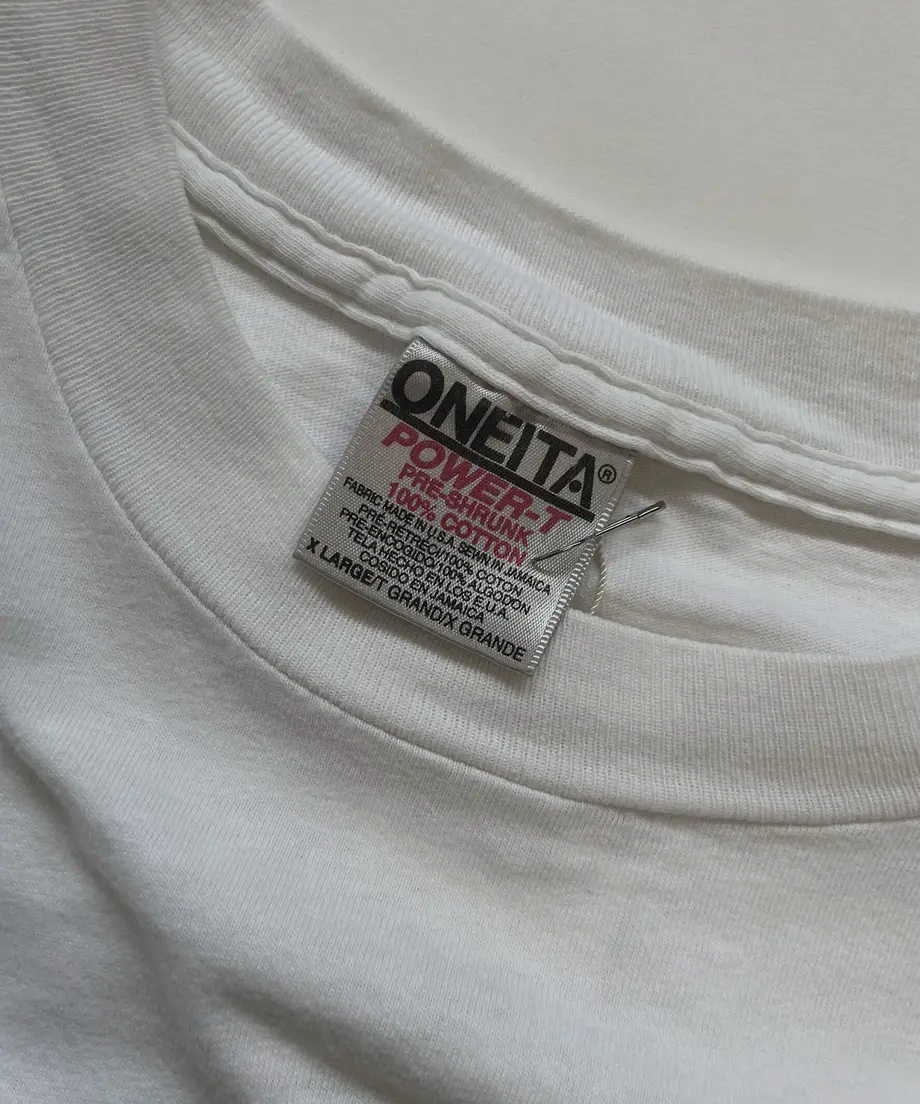 ONEITA®
POWER-T
PRE-SHRUNK
100% COTTON
FABRIC MADE IN U.S.A. SEWN IN JAMAICA
PRE-RETRECI/100% COTON
PRE-ENCOGIDO/100% ALGODON
TELA HECHO EN LOS E.U.A.
COSIDO EN JAMAICA
X LARGE/T GRAND/X GRANDE